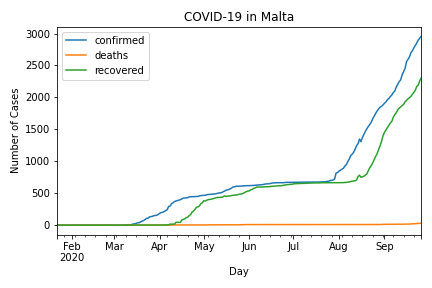 COVID-19 in Malta
confirmed
deaths
recovered
Number of Cases
3000
2500
2000
1500
1000
500
0
Feb Mar Apr May Jun Jul Aug Sep
2020
Day